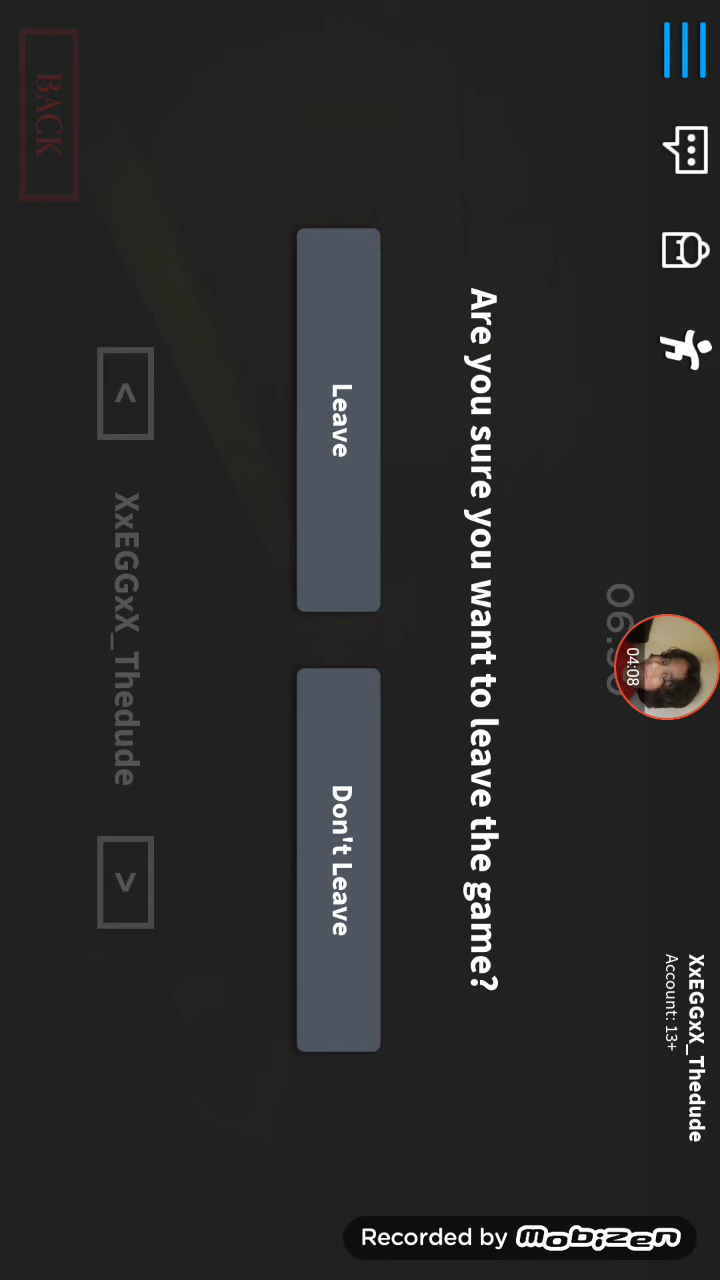 XxEGGxX_Thedude
Account: 13+
04:08
Are you sure you want to leave the game?
Leave
Don't Leave
<
XxEGGxX_Thedude
>
BACK
Recorded by mobizen